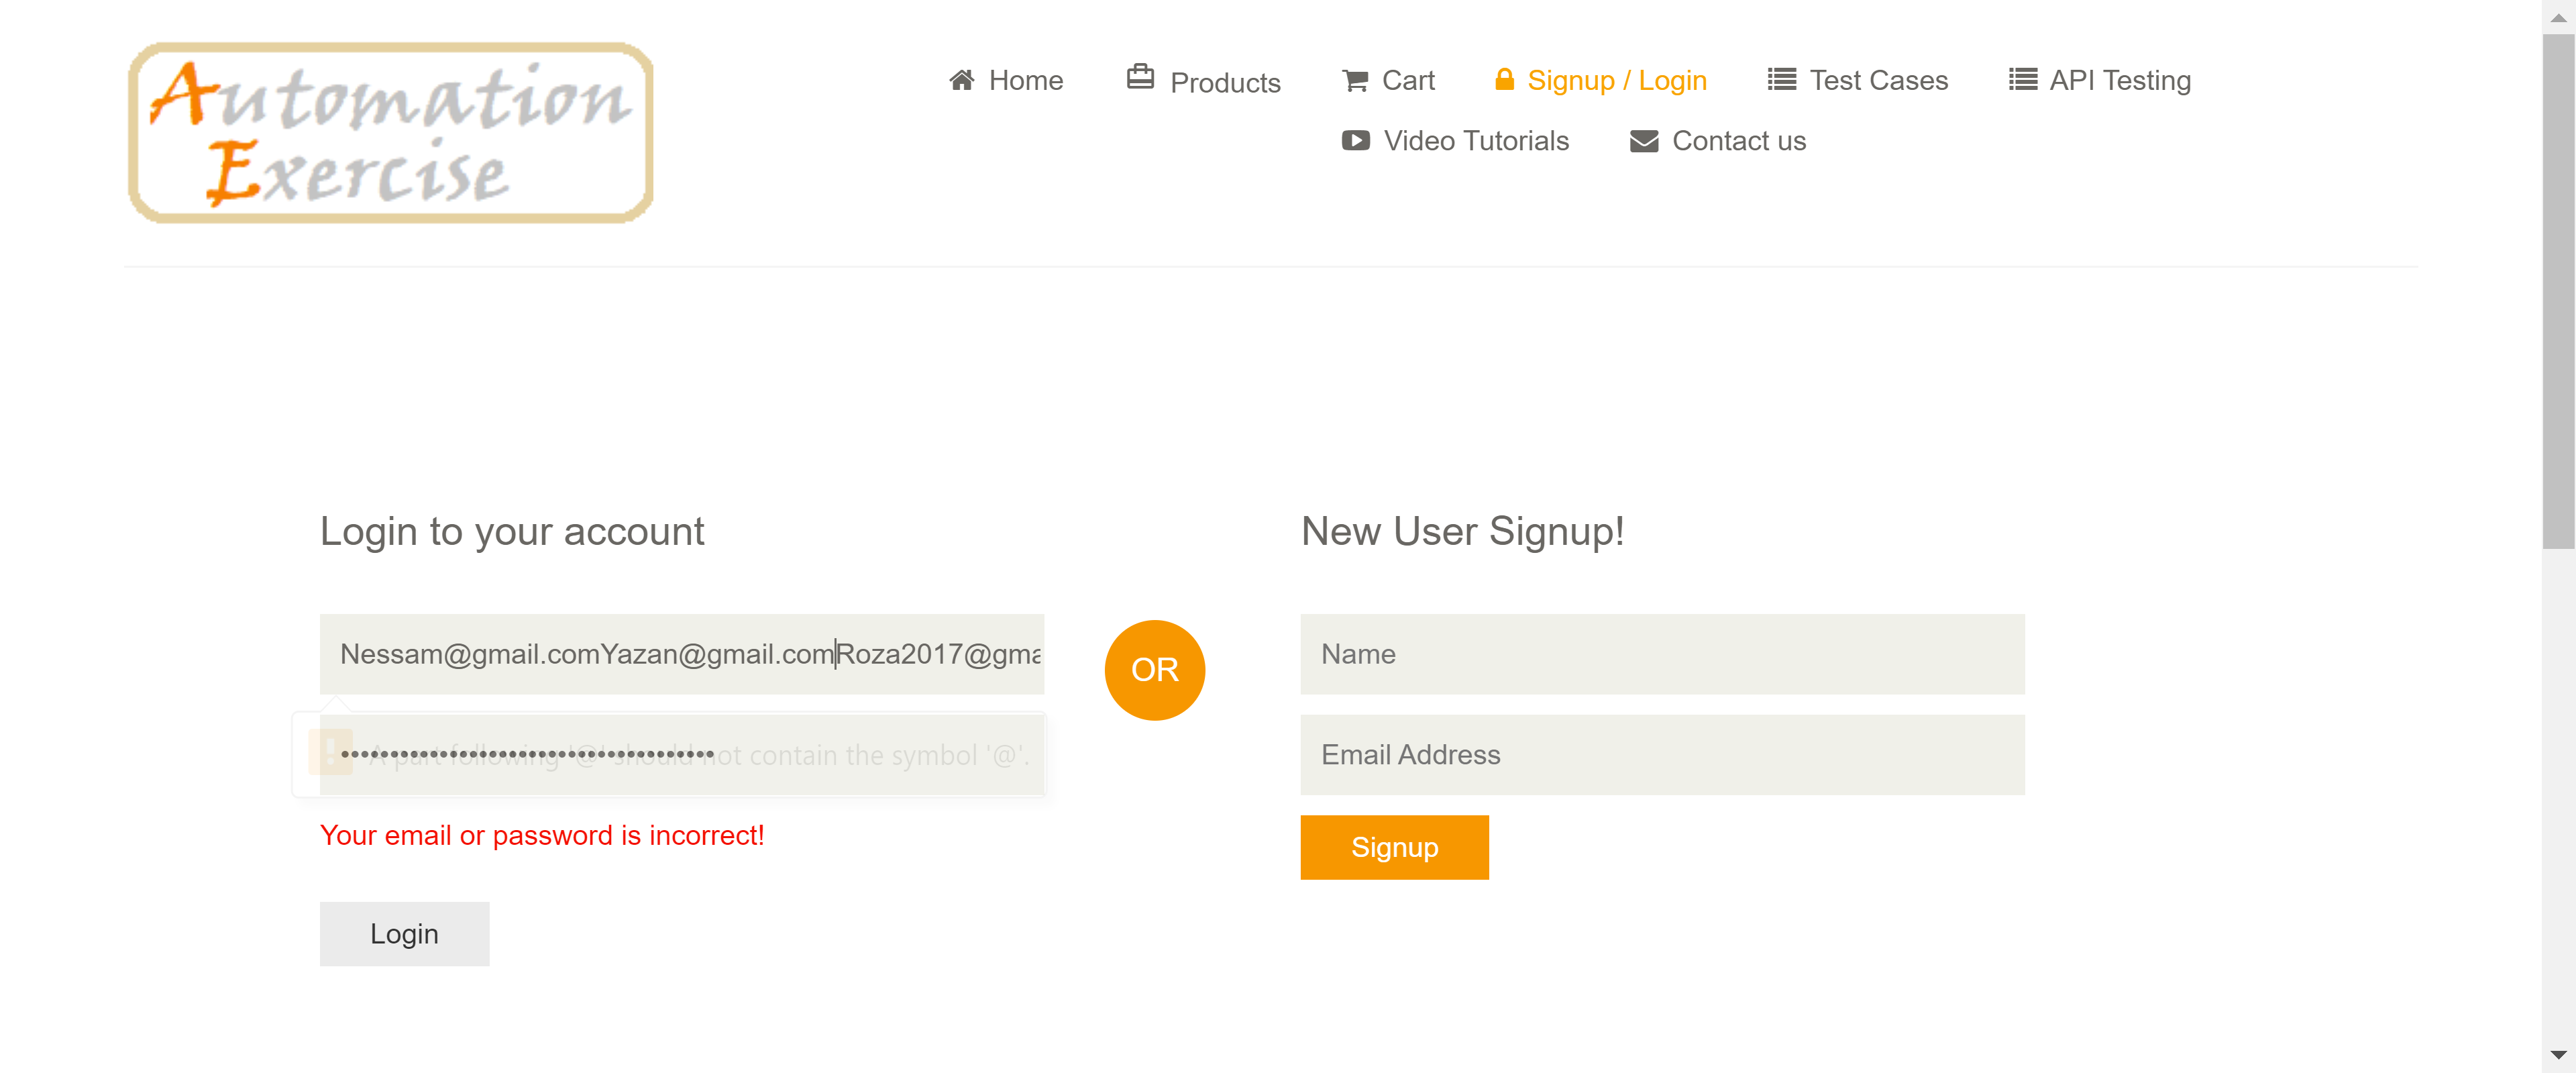 Automation
Exercise
Home Products Cart Signup / Login Test Cases API Testing
Video Tutorials Contact us
Login to your account
New User Signup!
Nessam@gmail.comYazan@gmail.comRoza2017@gma
OR
Name
A part following '@' should not contain the symbol '@'.
Email Address
Your email or password is incorrect!
Signup
Login